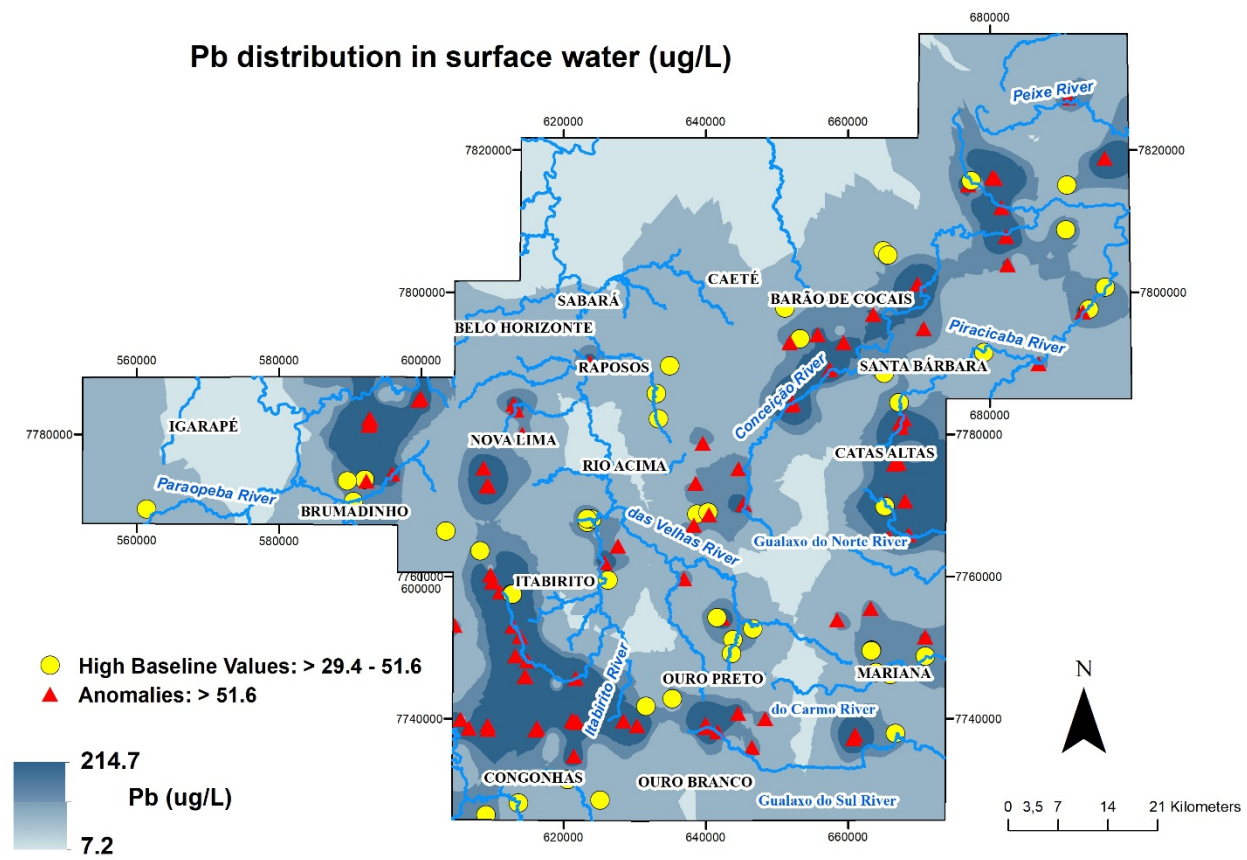 Pb distribution in surface water (ug/L)
680000
Peixe River
620000 640000 660000
7820000 7820000
CAETÉ
SABARÁ
BARÃO DE COCAIS
7800000 7800000
BELO HORIZONTE
Piracicaba River
560000 580000 600000
RAPOSOS
SANTA BÁRBARA
Conceição River
680000
IGARAPÉ
7780000 7780000
NOVA LIMA
CATAS ALTAS
RIO ACIMA
Paraopeba River
BRUMADINHO
das Velhas River
Gualaxo do Norte River
560000 580000
7760000 7760000
600000
ITABIRITO
High Baseline Values: > 29.4 - 51.6
Anomalies: > 51.6
OURO PRETO
MARIANA
Itabirito River
do Carmo River
N
7740000 7740000
214.7
Pb (ug/L)
7.2
CONGONHAS
OURO BRANCO
Gualaxo do Sul River
0 3,5 7 14 21 Kilometers
620000 640000 660000